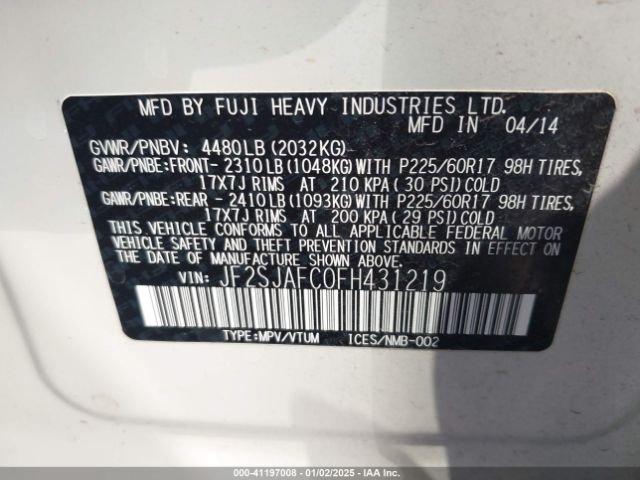 MFD BY FUJI HEAVY INDUSTRIES LTD.
MFD IN 04/14
GVWR/PNBV: 4480LB (2032KG)
GAWR/PNBE:FRONT- 2310LB (1048KG) WITH P225/60R17 98H TIRES,
17X7J RIMS AT 210 KPA ( 30 PSI) COLD
GAWR/PNBE:REAR - 2410LB (1093KG) WITH P225/60R17 98H TIRES,
17X7J RIMS AT 200 KPA ( 29 PSI) COLD
THIS VEHICLE CONFORMS TO ALL APPLICABLE FEDERAL MOTOR
VEHICLE SAFETY AND THEFT PREVENTION STANDARDS IN EFFECT ON
THE DATE OF MANUFACTURE SHOWN ABOVE.
VIN: JF2SJAFC0FH431219
TYPE:MPV/VTUM ICES/NMB-002
000-41197008 - 01/02/2025 - IAAI.COM